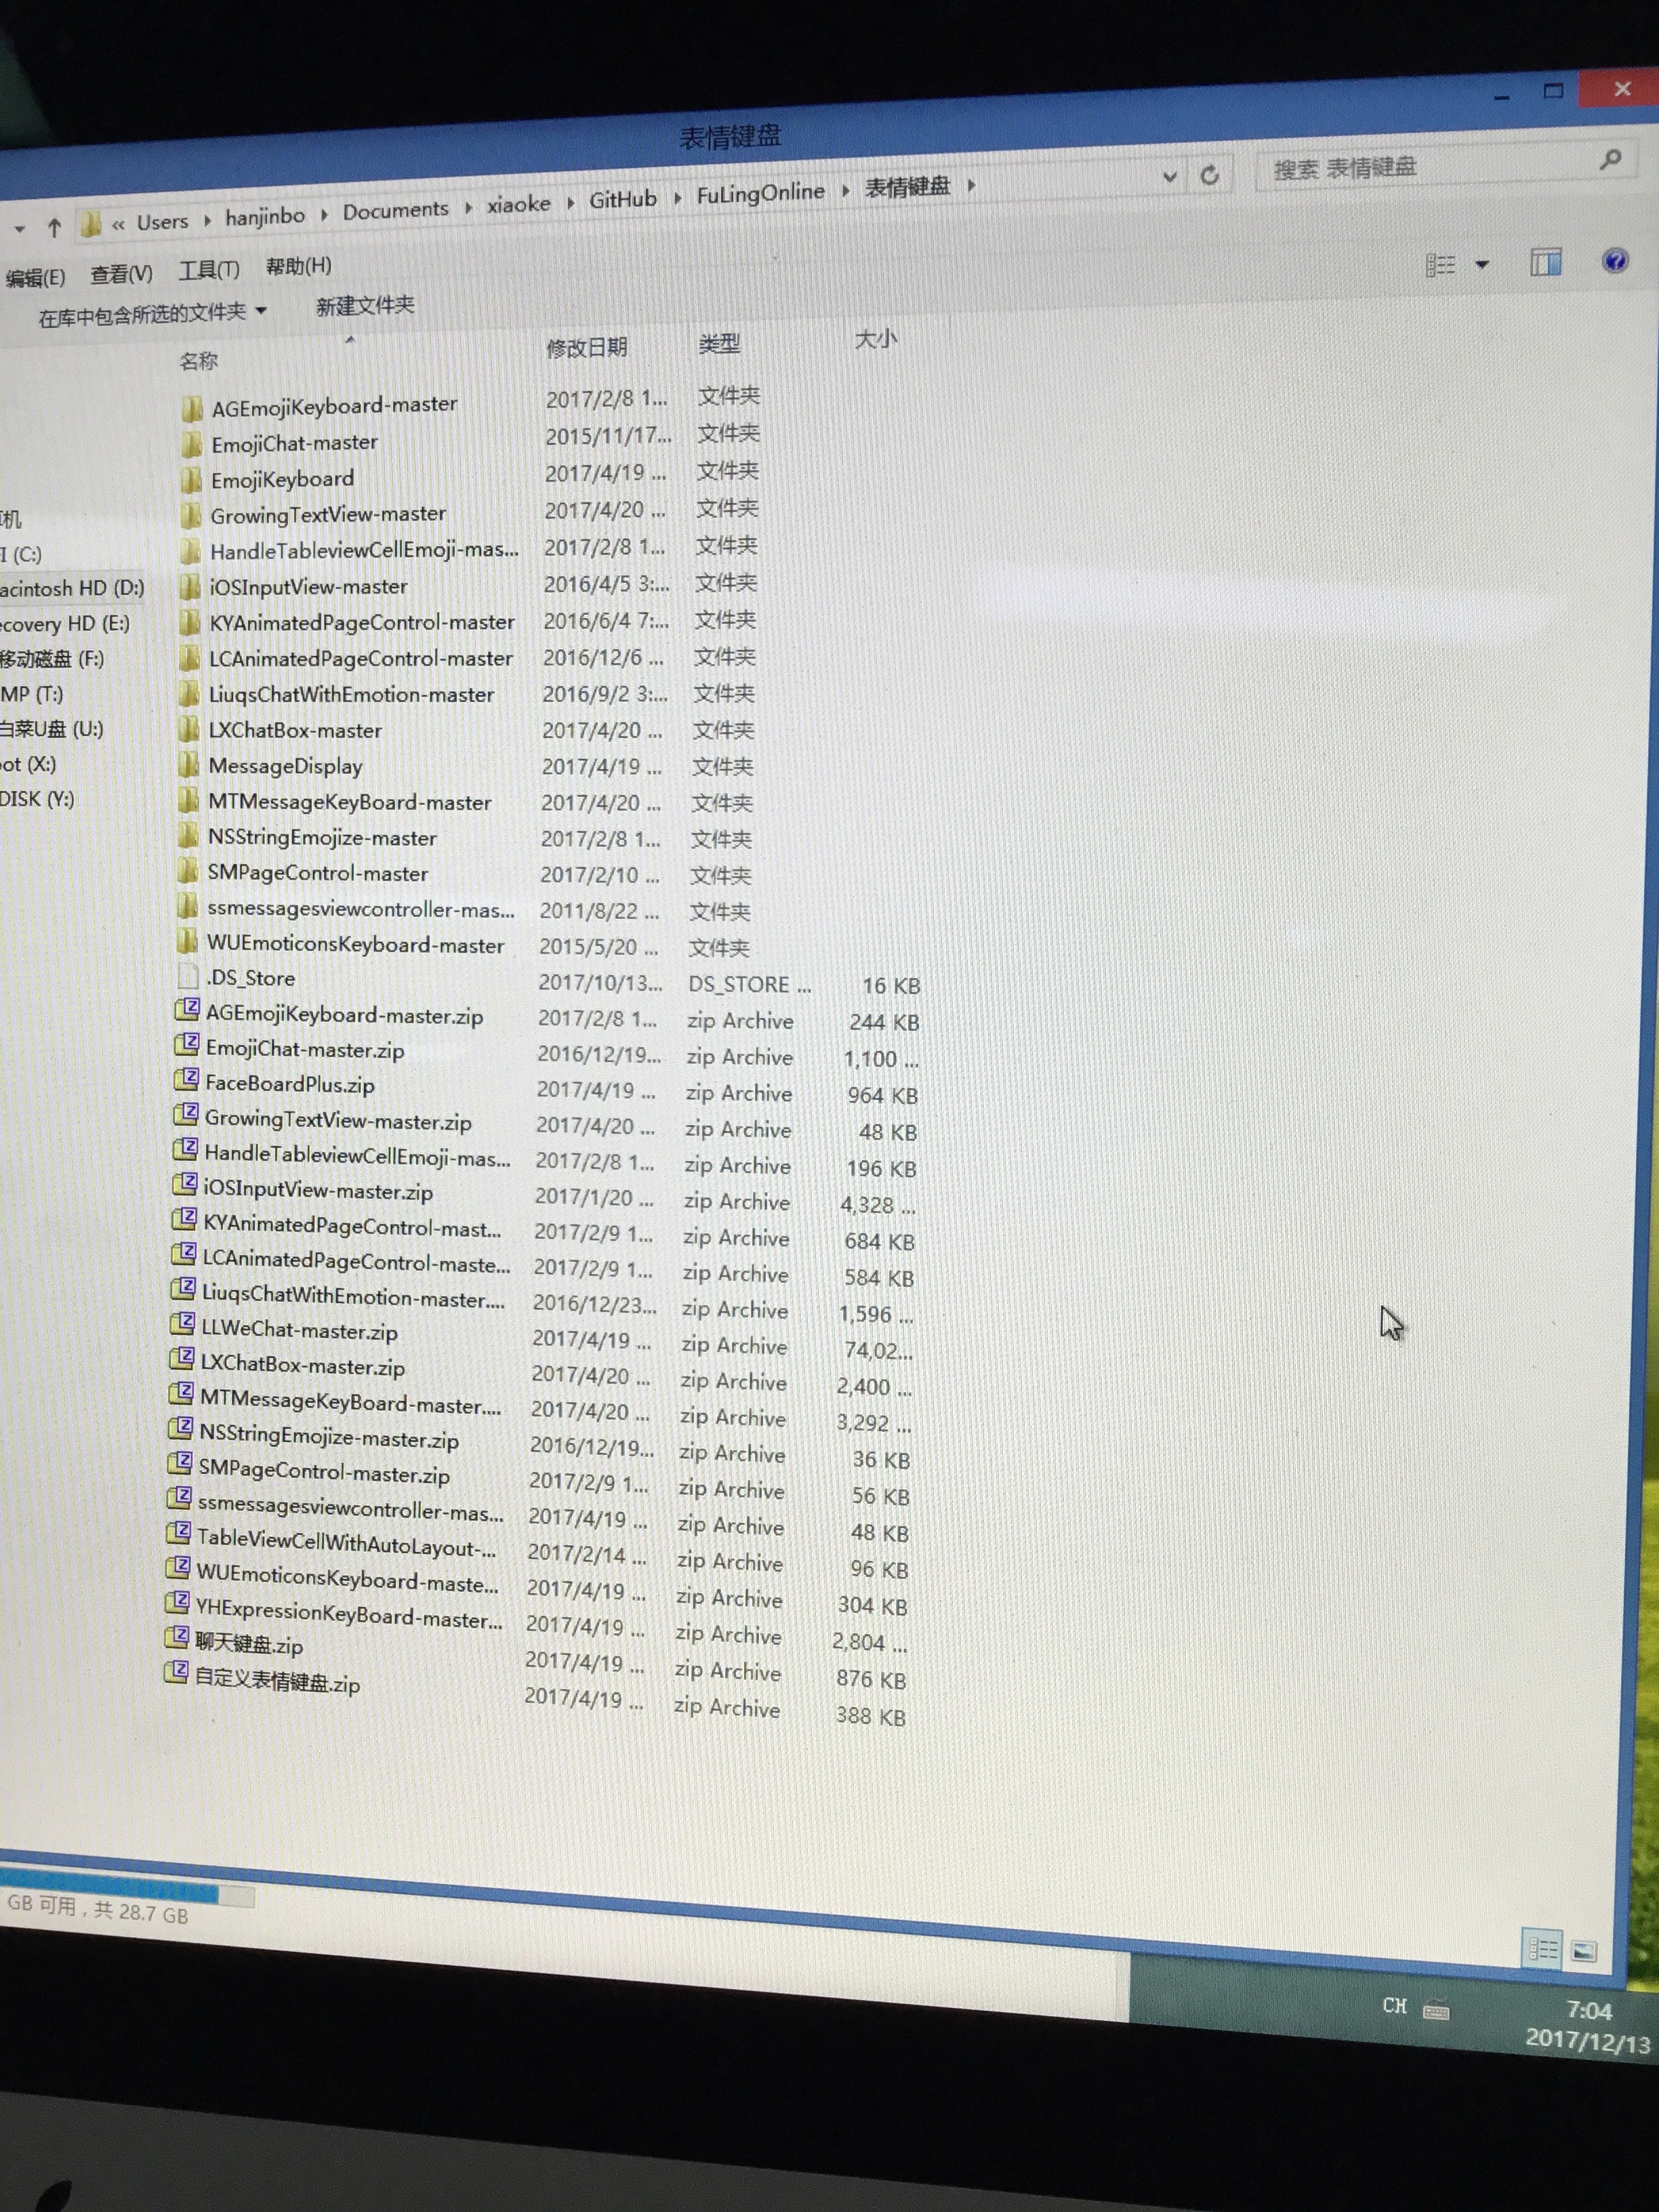 表情键盘
« Users Hanjinbo Documents xiaoke GitHub FuLingOnline 表情键盘
搜索 表情键盘
编辑(E) 查看(V) 工具(T) 帮助(H)
在库中包含所选的文件夹 新建文件夹
名称 修改日期 类型 大小
AGEmojiKeyboard-master 2017/2/8 1... 文件夹
EmojiChat-master 2015/11/17... 文件夹
EmojiKeyboard 2017/4/19 ... 文件夹
GrowingTextView-master 2017/4/20 ... 文件夹
HandleTableviewCellEmoji-mas... 2017/2/8 1... 文件夹
iOSInputView-master 2016/4/5 3:... 文件夹
KYAnimatedPageControl-master 2016/6/4 7:... 文件夹
LCAnimatedPageControl-master 2016/12/6 ... 文件夹
LiuqsChatWithEmotion-master 2016/9/2 3:... 文件夹
LXChatBox-master 2017/4/20 ... 文件夹
MessageDisplay 2017/4/19 ... 文件夹
MTMessageKeyBoard-master 2017/4/20 ... 文件夹
NSStringEmojize-master 2017/2/8 1... 文件夹
SMPageControl-master 2017/2/10 ... 文件夹
ssmessagesviewcontroller-mas... 2011/8/22 ... 文件夹
WUEmoticonsKeyboard-master 2015/5/20 ... 文件夹
.DS_Store 2017/10/13... DS_STORE ... 16 KB
AGEmojiKeyboard-master.zip 2017/2/8 1... zip Archive 244 KB
EmojiChat-master.zip 2016/12/19... zip Archive 1,100 ...
FaceBoardPlus.zip 2017/4/19 ... zip Archive 964 KB
GrowingTextView-master.zip 2017/4/20 ... zip Archive 48 KB
HandleTableviewCellEmoji-mas... 2017/2/8 1... zip Archive 196 KB
iOSInputView-master.zip 2017/1/20 ... zip Archive 4,328 ...
KYAnimatedPageControl-mast... 2017/2/9 1... zip Archive 684 KB
LCAnimatedPageControl-maste... 2017/2/9 1... zip Archive 584 KB
LiuqsChatWithEmotion-master.... 2016/12/23... zip Archive 1,596 ...
LLWeChat-master.zip 2017/4/19 ... zip Archive 74,02...
LXChatBox-master.zip 2017/4/20 ... zip Archive 2,400 ...
MTMessageKeyBoard-master.... 2017/4/20 ... zip Archive 3,292 ...
NSStringEmojize-master.zip 2016/12/19... zip Archive 36 KB
SMPageControl-master.zip 2017/2/9 1... zip Archive 56 KB
ssmessagesviewcontroller-mas... 2017/4/19 ... zip Archive 48 KB
TableViewCellWithAutoLayout-... 2017/2/14 ... zip Archive 96 KB
WUEmoticonsKeyboard-maste... 2017/4/19 ... zip Archive 304 KB
YHExpressionKeyBoard-master... 2017/4/19 ... zip Archive 2,804 ...
聊天键盘.zip 2017/4/19 ... zip Archive 876 KB
自定义表情键盘.zip 2017/4/19 ... zip Archive 388 KB
机
I (C:)
acintosh HD (D:)
ecovery HD (E:)
移动磁盘 (F:)
MP (T:)
白菜U盘 (U:)
ot (X:)
DISK (Y:)
GB 可用，共 28.7 GB
CH
7:04
2017/12/13